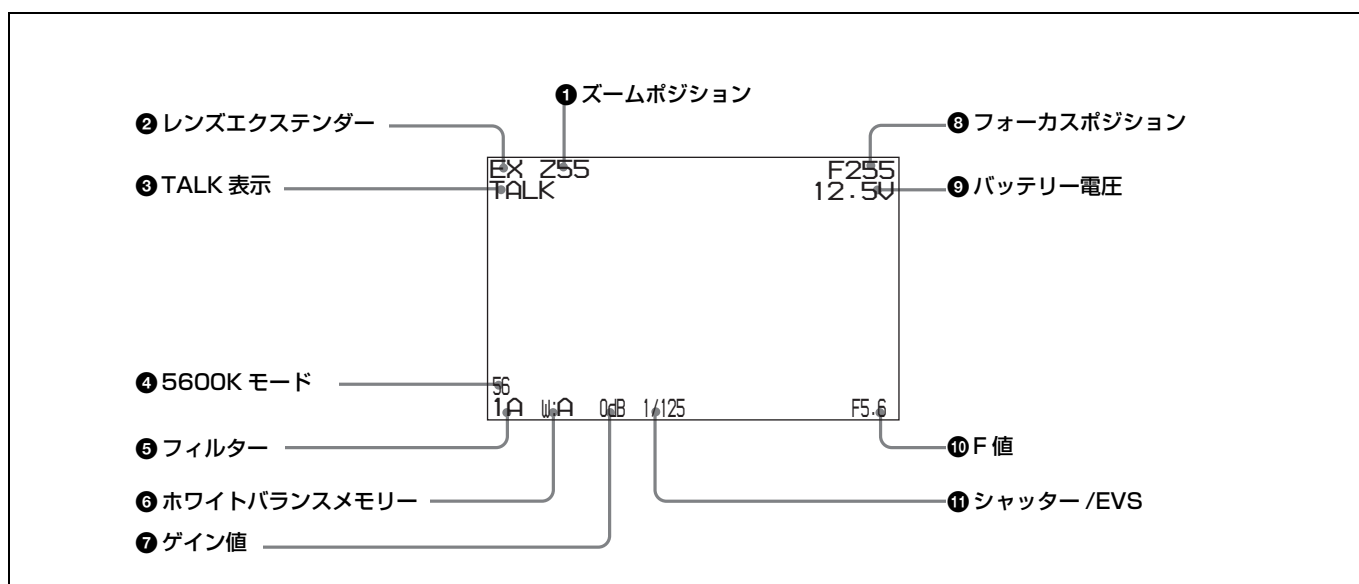 ❶ズームポジション
❷レンズエクステンダー
❽フォーカスポジション
EX Z55
F255
❸TALK 表示
TALK
12.5V
❾バッテリー電圧
❹5600K モード
56
1A W:A 0dB 1/125
F5.6
❺フィルター
❿F 値
❻ホワイトバランスメモリー
⓫シャッター /EVS
❼ゲイン値